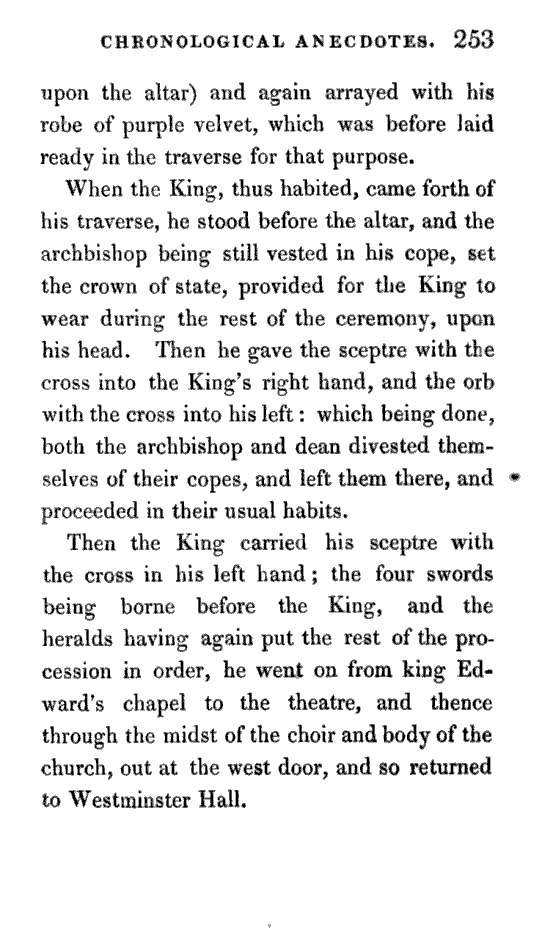 CHRONOLOGICAL ANECDOTES. 253
upon the altar) and again arrayed with his
robe of purple velvet, which was before laid
ready in the traverse for that purpose.
When the King, thus habited, came forth of
his traverse, he stood before the altar, and the
archbishop being still vested in his cope, set
the crown of state, provided for the King to
wear during the rest of the ceremony, upon
his head. Then he gave the sceptre with the
cross into the King's right hand, and the orb
with the cross into his left : which being done,
both the archbishop and dean divested them-
selves of their copes, and left them there, and
proceeded in their usual habits.
Then the King carried his sceptre with
the cross in his left hand ; the four swords
being borne before the King, and the
heralds having again put the rest of the pro-
cession in order, he went on from king Ed-
ward's chapel to the theatre, and thence
through the midst of the choir and body of the
church, out at the west door, and so returned
to Westminster Hall.